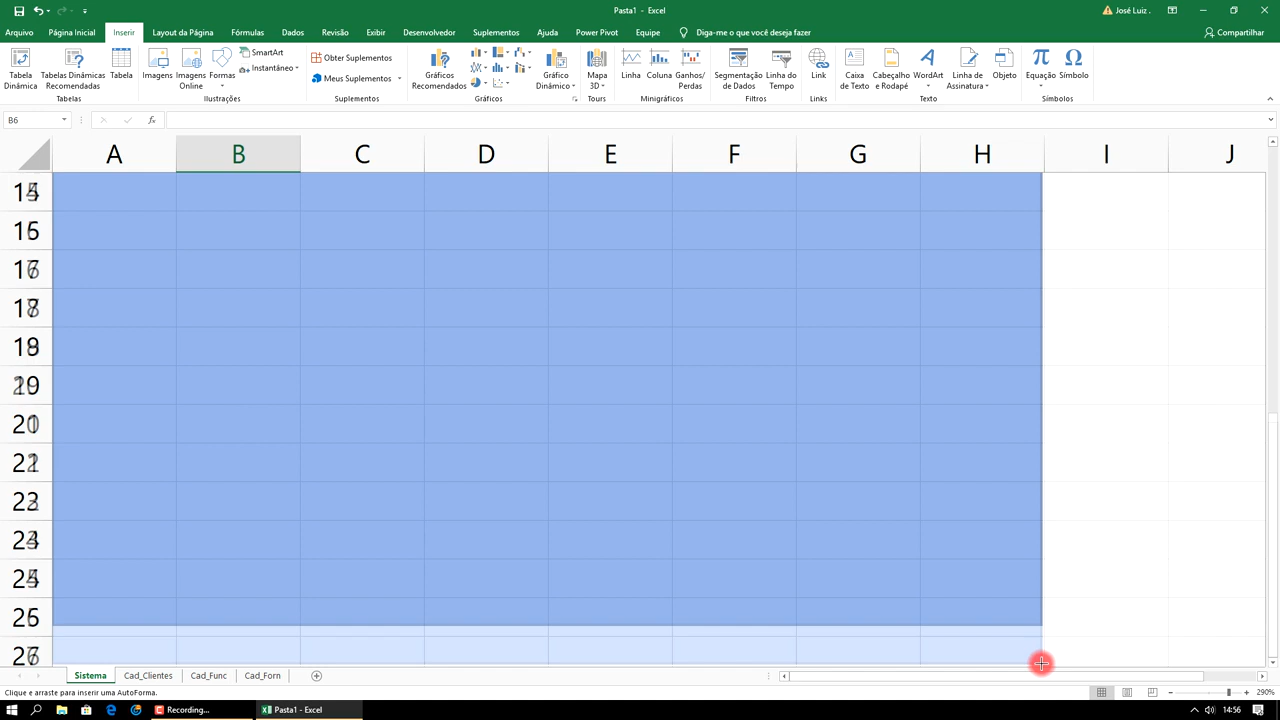 Pasta1 - Excel
José Luiz .
Arquivo Página Inicial Inserir Layout da Página Fórmulas Dados Revisão Exibir Desenvolvedor Suplementos Ajuda Power Pivot Equipe Diga-me o que você deseja fazer Compartilhar
Tabela Dinâmica
Tabelas Dinâmicas Recomendadas
Tabela
Tabelas
Imagens
Imagens Online
Formas
SmartArt
Instantâneo
Ilustrações
Obter Suplementos
Meus Suplementos
Suplementos
Gráficos Recomendados
Gráfico Dinâmico
Gráficos
Mapa 3D
Tours
Linha
Coluna
Ganhos/Perdas
Minigráficos
Segmentação de Dados
Linha do Tempo
Filtros
Link
Links
Caixa de Texto
Cabeçalho e Rodapé
WordArt
Linha de Assinatura
Objeto
Texto
Equação
Símbolo
Símbolos
B6
fx
A B C D E F G H I J
17
18
19
20
21
Sistema Cad_Clientes Cad_Func Cad_Forn
Clique e arraste para inserir uma AutoForma.
290%
Recording...
Pasta1 - Excel
14:56